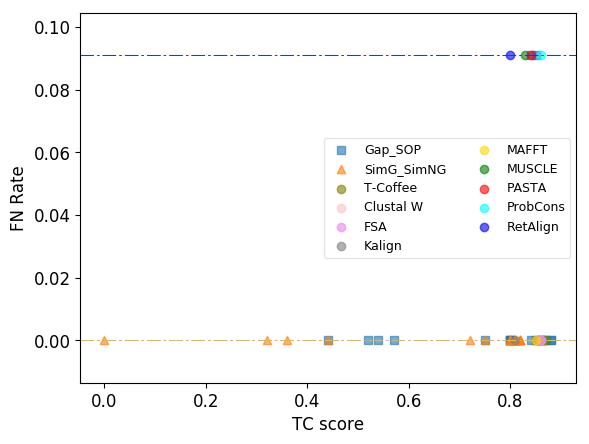 0.10
0.08
0.06
0.04
0.02
0.00
FN Rate
Gap_SOP
SimG_SimNG
T-Coffee
Clustal W
FSA
Kalign
MAFFT
MUSCLE
PASTA
ProbCons
RetAlign
0.0 0.2 0.4 0.6 0.8
TC score